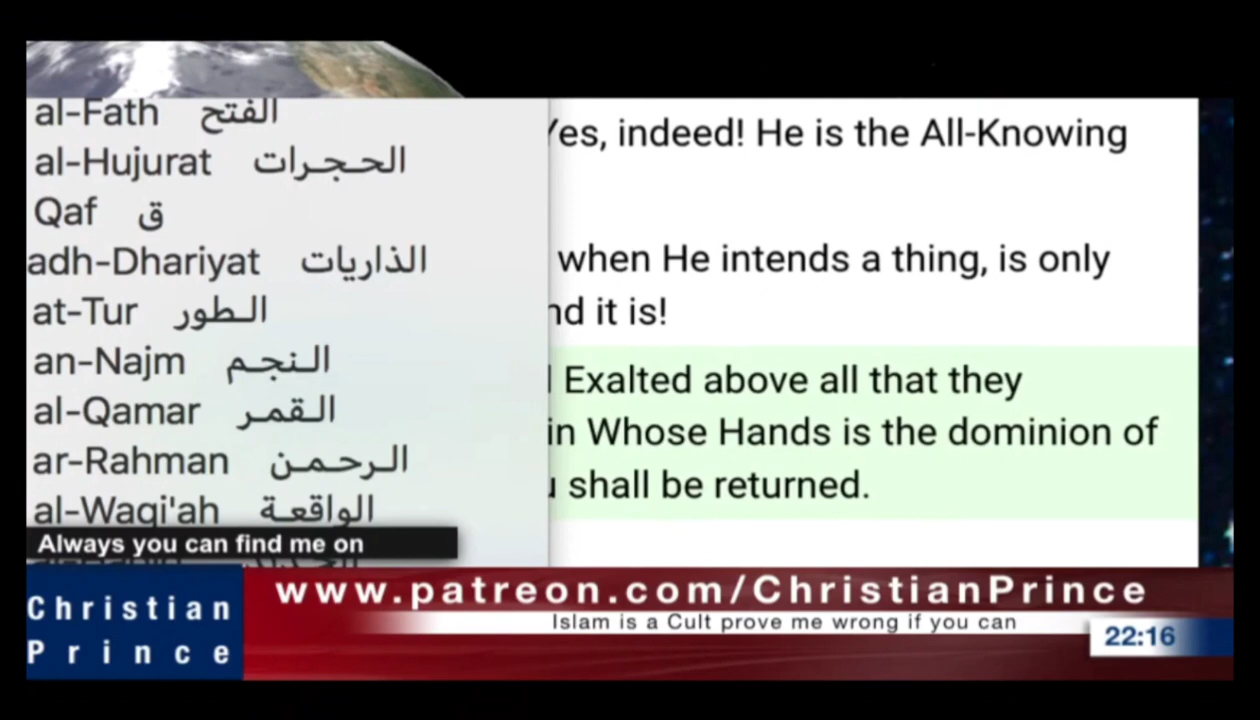 al-Fath الفتح
al-Hujurat الحجرات
Qaf ق
adh-Dhariyat الذاريات
at-Tur الطور
an-Najm النجم
al-Qamar القمر
ar-Rahman الرحمن
al-Waqi'ah الواقعة
Yes, indeed! He is the All-Knowing
when He intends a thing, is only
it is!
Exalted above all that they
in Whose Hands is the dominion of
shall be returned.
Always you can find me on
www.patreon.com/ChristianPrince
Islam is a Cult prove me wrong if you can
Christian
Prince
22:16